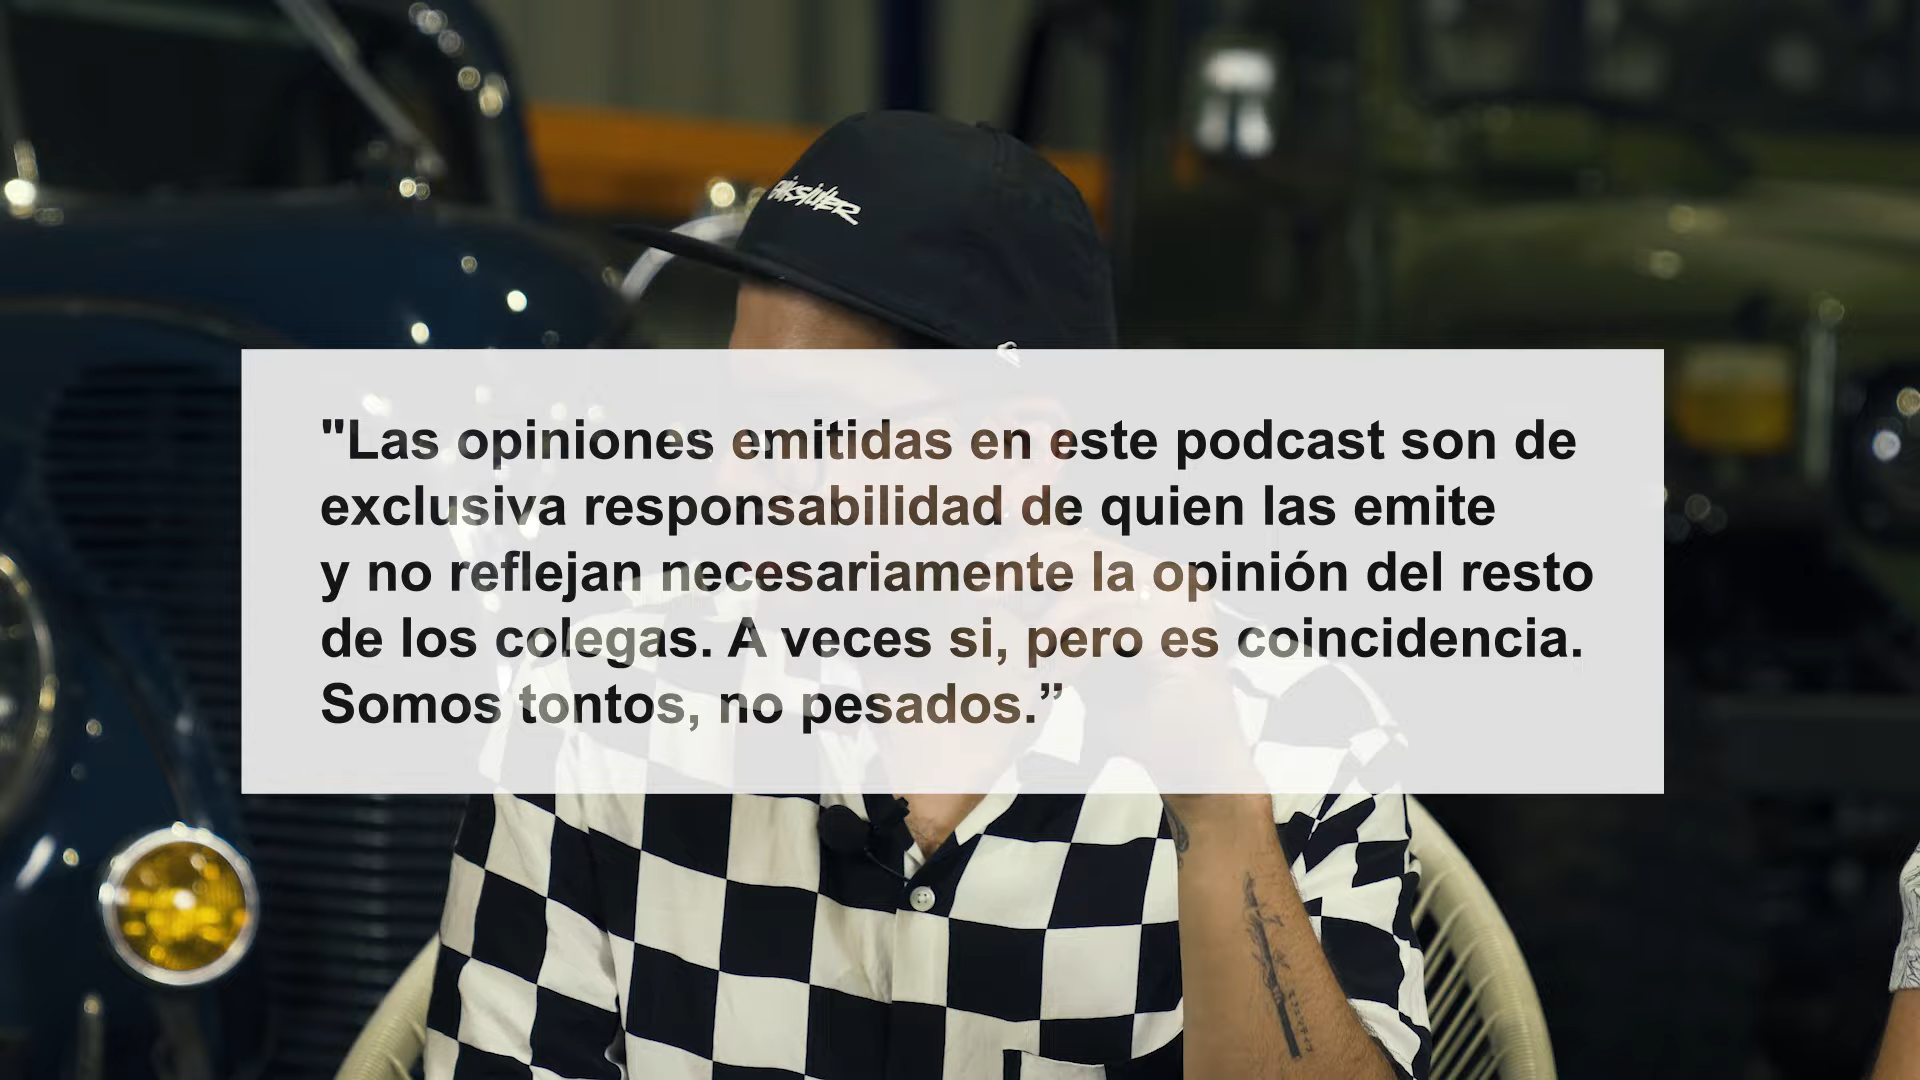 "Las opiniones emitidas en este podcast son de
exclusiva responsabilidad de quien las emite
y no reflejan necesariamente la opinión del resto
de los colegas. A veces si, pero es coincidencia.
Somos tontos, no pesados.”